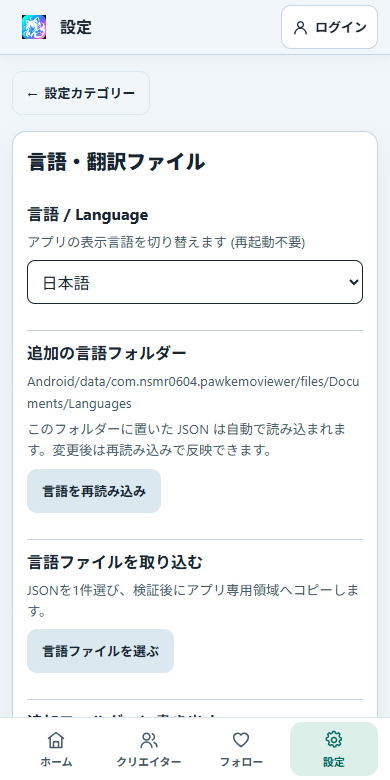 設定
ログイン
← 設定カテゴリー
言語・翻訳ファイル
言語 / Language
アプリの表示言語を切り替えます (再起動不要)
日本語
追加の言語フォルダー
Android/data/com.nsmr0604.pawkemoviewer/files/Docu
ments/Languages
このフォルダーに置いた JSON は自動で読み込まれま
す。変更後は再読み込みで反映できます。
言語を再読み込み
言語ファイルを取り込む
JSONを1件選び、検証後にアプリ専用領域へコピーしま
す。
言語ファイルを選ぶ
ホーム
クリエイター
フォロー
設定